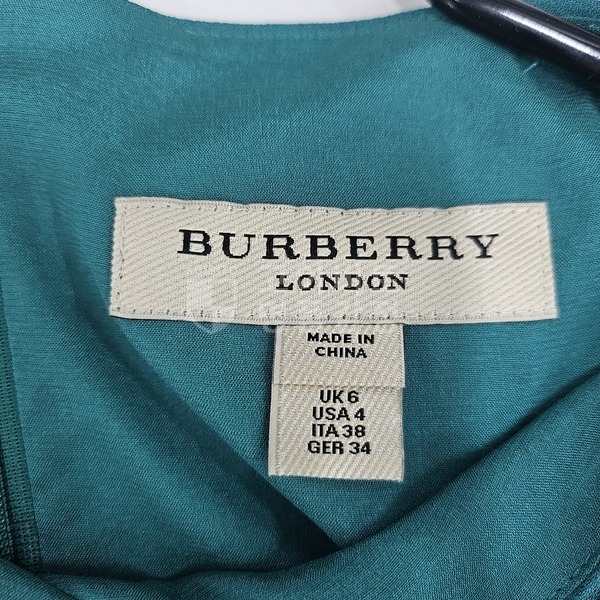 BURBERRY
LONDON
MADE IN
CHINA
UK 6
USA 4
ITA 38
GER 34